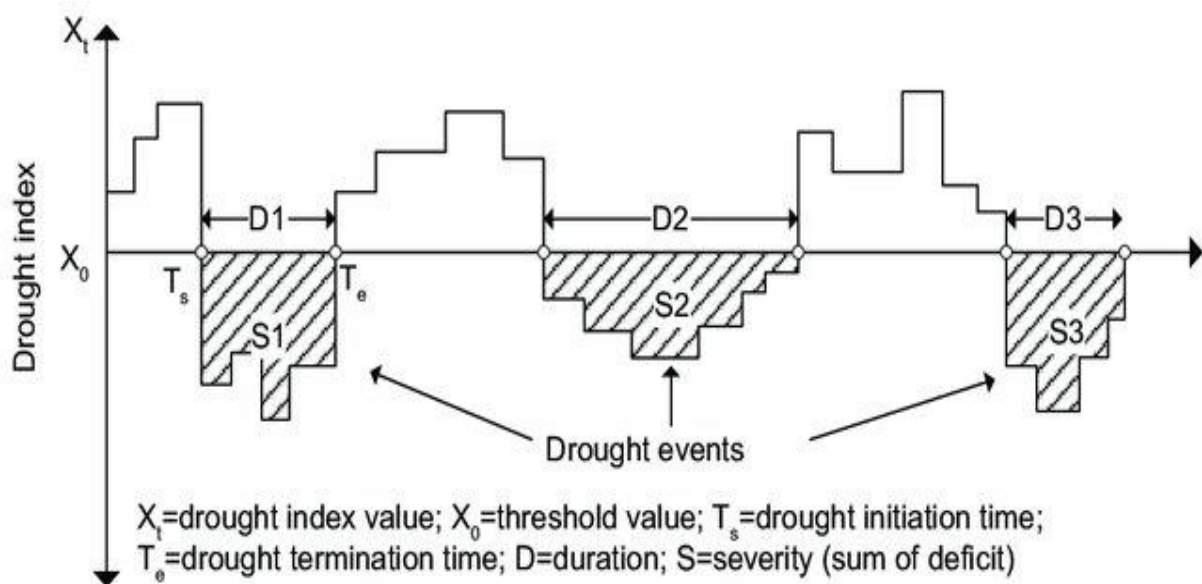 Xₜ
Drought index
D1
D2
D3
X₀
Tₛ
Tₑ
S1
S2
S3
Drought events
Xₜ=drought index value; X₀=threshold value; Tₛ=drought initiation time;
Tₑ=drought termination time; D=duration; S=severity (sum of deficit)